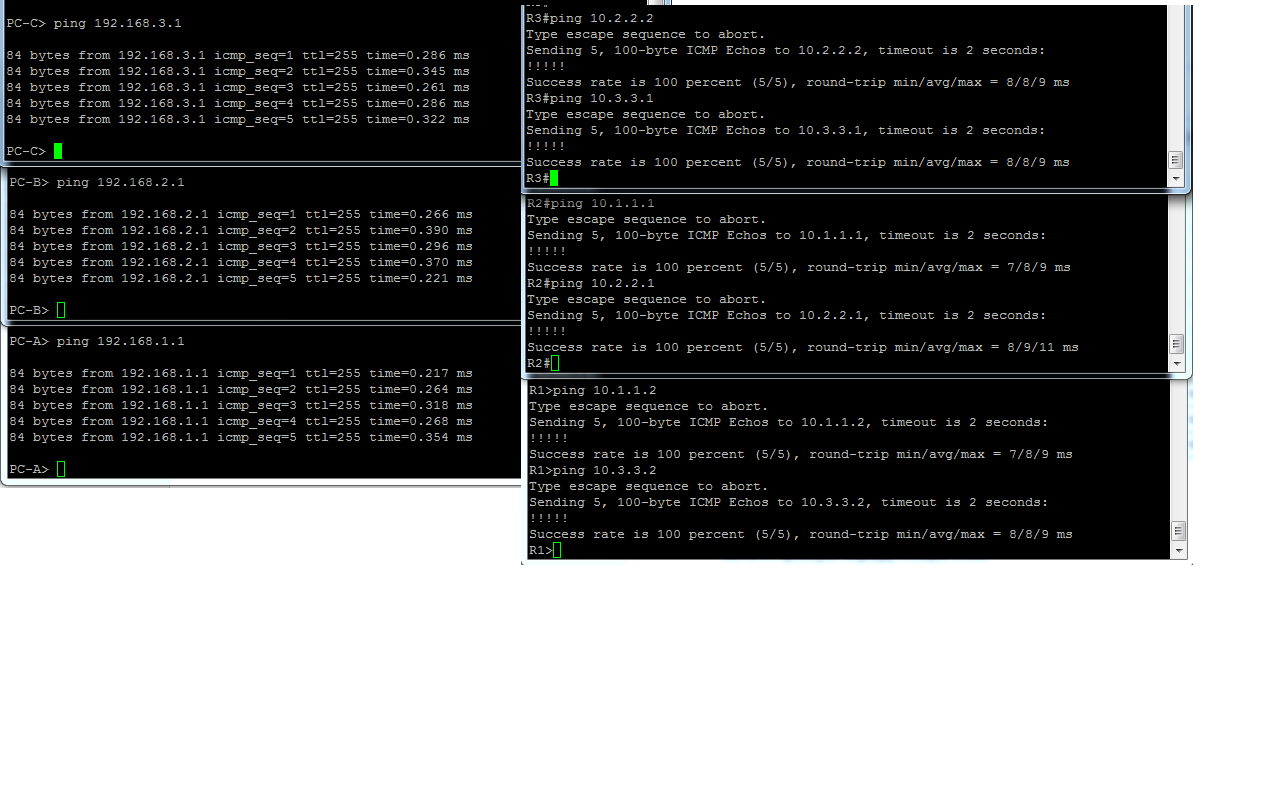 PC-C> ping 192.168.3.1
84 bytes from 192.168.3.1 icmp_seq=1 ttl=255 time=0.286 ms
84 bytes from 192.168.3.1 icmp_seq=2 ttl=255 time=0.345 ms
84 bytes from 192.168.3.1 icmp_seq=3 ttl=255 time=0.261 ms
84 bytes from 192.168.3.1 icmp_seq=4 ttl=255 time=0.286 ms
84 bytes from 192.168.3.1 icmp_seq=5 ttl=255 time=0.322 ms
PC-C>
PC-B> ping 192.168.2.1
84 bytes from 192.168.2.1 icmp_seq=1 ttl=255 time=0.266 ms
84 bytes from 192.168.2.1 icmp_seq=2 ttl=255 time=0.390 ms
84 bytes from 192.168.2.1 icmp_seq=3 ttl=255 time=0.296 ms
84 bytes from 192.168.2.1 icmp_seq=4 ttl=255 time=0.370 ms
84 bytes from 192.168.2.1 icmp_seq=5 ttl=255 time=0.221 ms
PC-B>
PC-A> ping 192.168.1.1
84 bytes from 192.168.1.1 icmp_seq=1 ttl=255 time=0.217 ms
84 bytes from 192.168.1.1 icmp_seq=2 ttl=255 time=0.264 ms
84 bytes from 192.168.1.1 icmp_seq=3 ttl=255 time=0.318 ms
84 bytes from 192.168.1.1 icmp_seq=4 ttl=255 time=0.268 ms
84 bytes from 192.168.1.1 icmp_seq=5 ttl=255 time=0.354 ms
PC-A>
R3#ping 10.2.2.2
Type escape sequence to abort.
Sending 5, 100-byte ICMP Echos to 10.2.2.2, timeout is 2 seconds:
!!!!!
Success rate is 100 percent (5/5), round-trip min/avg/max = 8/8/9 ms
R3#ping 10.3.3.1
Type escape sequence to abort.
Sending 5, 100-byte ICMP Echos to 10.3.3.1, timeout is 2 seconds:
!!!!!
Success rate is 100 percent (5/5), round-trip min/avg/max = 8/8/9 ms
R3#
R2#ping 10.1.1.1
Type escape sequence to abort.
Sending 5, 100-byte ICMP Echos to 10.1.1.1, timeout is 2 seconds:
!!!!!
Success rate is 100 percent (5/5), round-trip min/avg/max = 7/8/9 ms
R2#ping 10.2.2.1
Type escape sequence to abort.
Sending 5, 100-byte ICMP Echos to 10.2.2.1, timeout is 2 seconds:
!!!!!
Success rate is 100 percent (5/5), round-trip min/avg/max = 8/9/11 ms
R2#
R1>ping 10.1.1.2
Type escape sequence to abort.
Sending 5, 100-byte ICMP Echos to 10.1.1.2, timeout is 2 seconds:
!!!!!
Success rate is 100 percent (5/5), round-trip min/avg/max = 7/8/9 ms
R1>ping 10.3.3.2
Type escape sequence to abort.
Sending 5, 100-byte ICMP Echos to 10.3.3.2, timeout is 2 seconds:
!!!!!
Success rate is 100 percent (5/5), round-trip min/avg/max = 8/8/9 ms
R1>